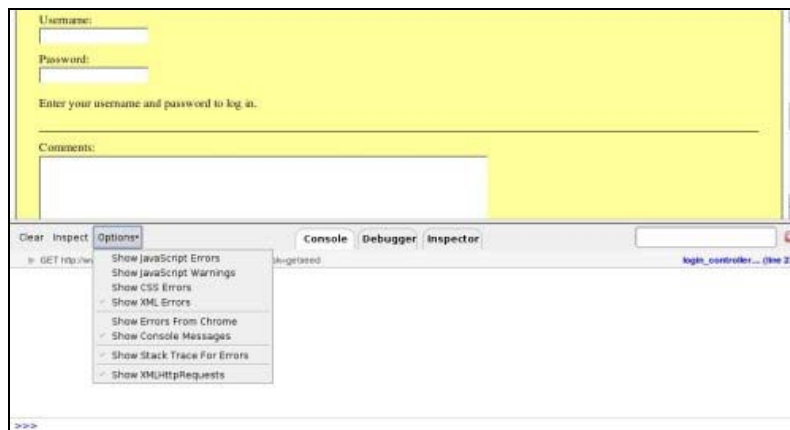 Username:
Password:
Enter your username and password to log in.
Comments:
Clear Inspect Options Console Debugger Inspector
Show JavaScript Errors
GET login_controller... (line
Show JavaScript Warnings
Show CSS Errors
Show XML Errors
Show Errors From Chrome
Show Console Messages
Show Stack Trace For Errors
Show XMLHttpRequests
>>>